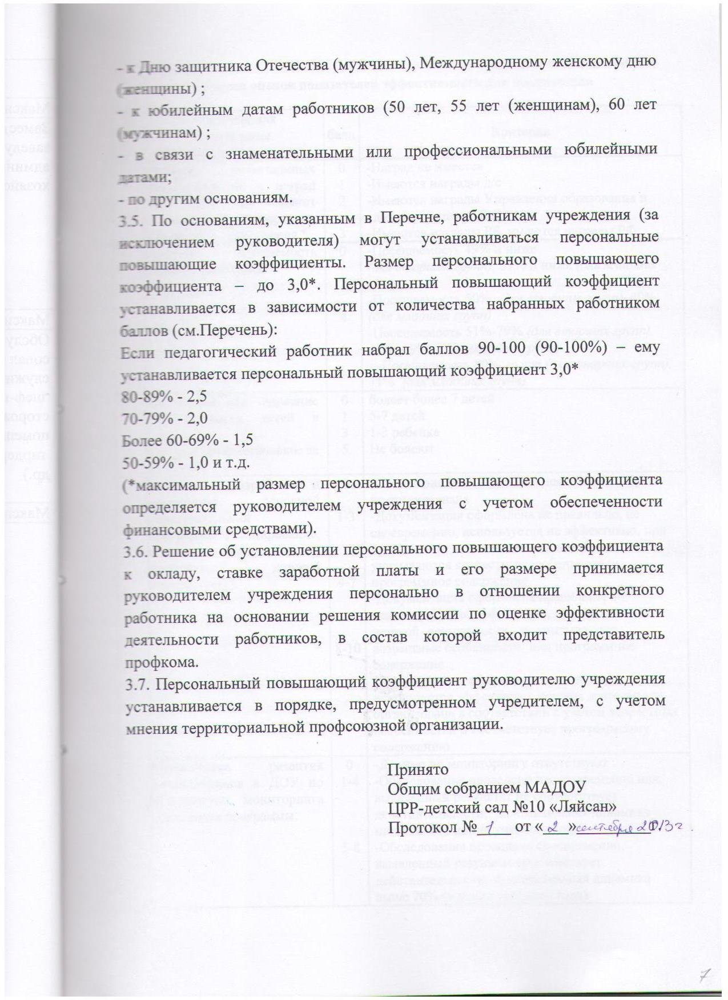 - к Дню защитника Отечества (мужчины), Международному женскому дню
(женщины) ;
- к юбилейным датам работников (50 лет, 55 лет (женщинам), 60 лет
(мужчинам) ;
- в связи с знаменательными или профессиональными юбилейными
датами;
- по другим основаниям.
3.5. По основаниям, указанным в Перечне, работникам учреждения (за
исключением руководителя) могут устанавливаться персональные
повышающие коэффициенты. Размер персонального повышающего
коэффициента – до 3,0*. Персональный повышающий коэффициент
устанавливается в зависимости от количества набранных работником
баллов (см.Перечень):
Если педагогический работник набрал баллов 90-100 (90-100%) – ему
устанавливается персональный повышающий коэффициент 3,0*
80-89% - 2,5
70-79% - 2,0
Более 60-69% - 1,5
50-59% - 1,0 и т.д.
(*максимальный размер персонального повышающего коэффициента
определяется руководителем учреждения с учетом обеспеченности
финансовыми средствами).
3.6. Решение об установлении персонального повышающего коэффициента
к окладу, ставке заработной платы и его размере принимается
руководителем учреждения персонально в отношении конкретного
работника на основании решения комиссии по оценке эффективности
деятельности работников, в состав которой входит представитель
профкома.
3.7. Персональный повышающий коэффициент руководителю учреждения
устанавливается в порядке, предусмотренном учредителем, с учетом
мнения территориальной профсоюзной организации.
Принято
Общим собранием МАДОУ
ЦРР-детский сад №10 «Ляйсан»
Протокол № 1 от « 2 » сентября 2013 г.
7